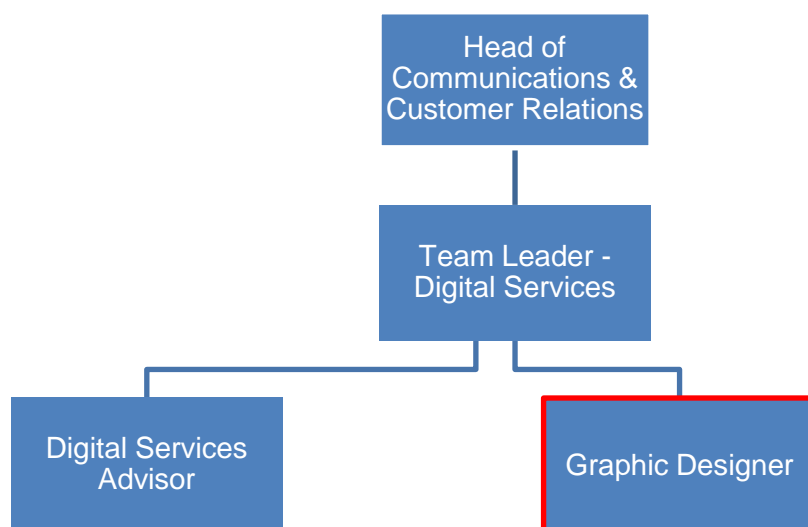 Head of
Communications &
Customer Relations
Team Leader -
Digital Services
Digital Services
Advisor
Graphic Designer